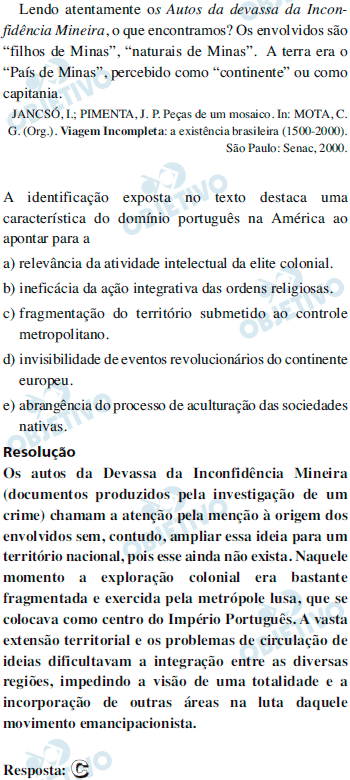 Lendo atentamente os Autos da devassa da Incon-
fidência Mineira, o que encontramos? Os envolvidos são
“filhos de Minas”, “naturais de Minas”. A terra era o
“País de Minas”, percebido como “continente” ou como
capitania.
JANCSÓ, I.; PIMENTA, J. P. Peças de um mosaico. In: MOTA, C.
G. (Org.). Viagem Incompleta: a existência brasileira (1500-2000).
São Paulo: Senac, 2000.
A identificação exposta no texto destaca uma
característica do domínio português na América ao
apontar para a
a) relevância da atividade intelectual da elite colonial.
b) ineficácia da ação integrativa das ordens religiosas.
c) fragmentação do território submetido ao controle
metropolitano.
d) invisibilidade de eventos revolucionários do continente
europeu.
e) abrangência do processo de aculturação das sociedades
nativas.
Resolução
Os autos da Devassa da Inconfidência Mineira
(documentos produzidos pela investigação de um
crime) chamam a atenção pela menção à origem dos
envolvidos sem, contudo, ampliar essa ideia para um
território nacional, pois esse ainda não exista. Naquele
momento a exploração colonial era bastante
fragmentada e exercida pela metrópole lusa, que se
colocava como centro do Império Português. A vasta
extensão territorial e os problemas de circulação de
ideias dificultavam a integração entre as diversas
regiões, impedindo a visão de uma totalidade e a
incorporação de outras áreas na luta daquele
movimento emancipacionista.
Resposta: C
OBJETIVO
OBJETIVO
OBJETIVO
OBJETIVO
OBJETIVO
OBJETIVO
OBJETIVO